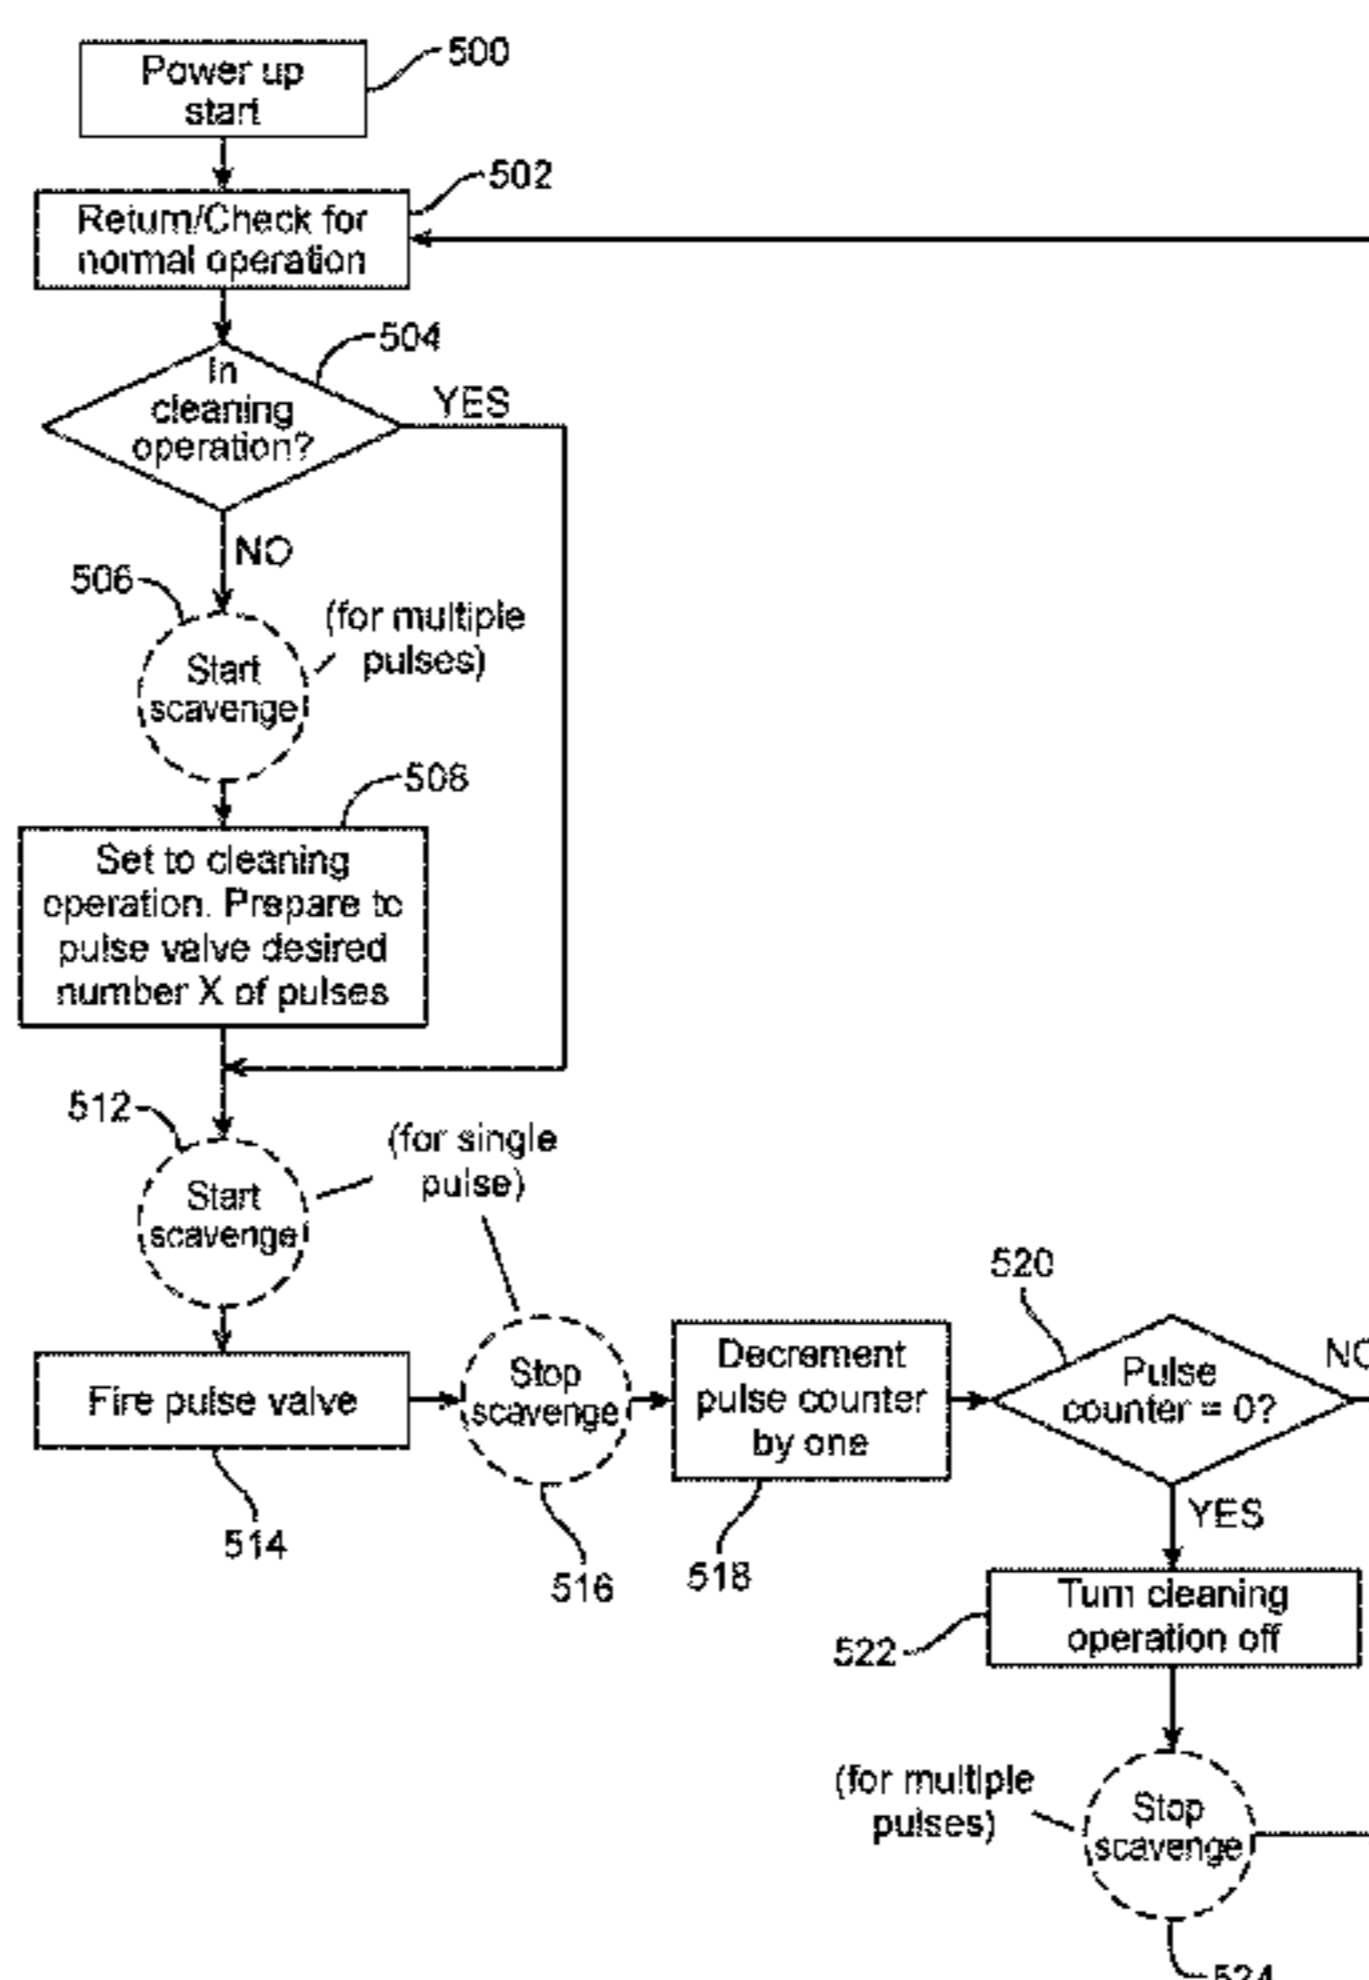 Power up
start
500
Return/Check for
normal operation
502
In
cleaning
operation?
504
YES
NO
506
Start
scavenge
(for multiple
pulses)
508
Set to cleaning
operation. Prepare to
pulse valve desired
number X of pulses
512
Start
scavenge
(for single
pulse)
Fire pulse valve
514
Stop
scavenge
516
Decrement
pulse counter
by one
518
520
Pulse
counter = 0?
NO
YES
Turn cleaning
operation off
522
(for multiple
pulses)
Stop
scavenge
524